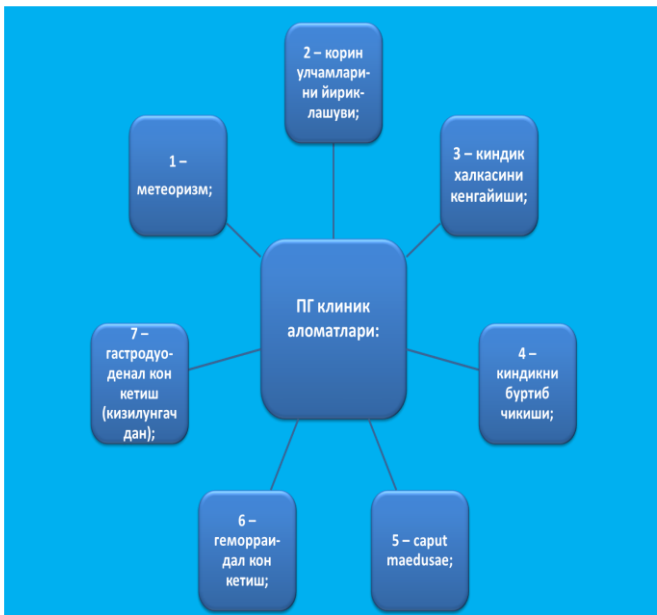 ПГ клиник
аломатлари:
1 –
метеоризм;
2 – корин
улчамлари-
ни йирик-
лашуви;
3 – киндик
халкасини
кенгайиши;
4 –
киндикни
буртиб
чикиши;
5 – caput
maedusae;
6 –
геморраи-
дал кон
кетиш;
7 –
гастродуо-
денал кон
кетиш
(кизилунгач
дан);